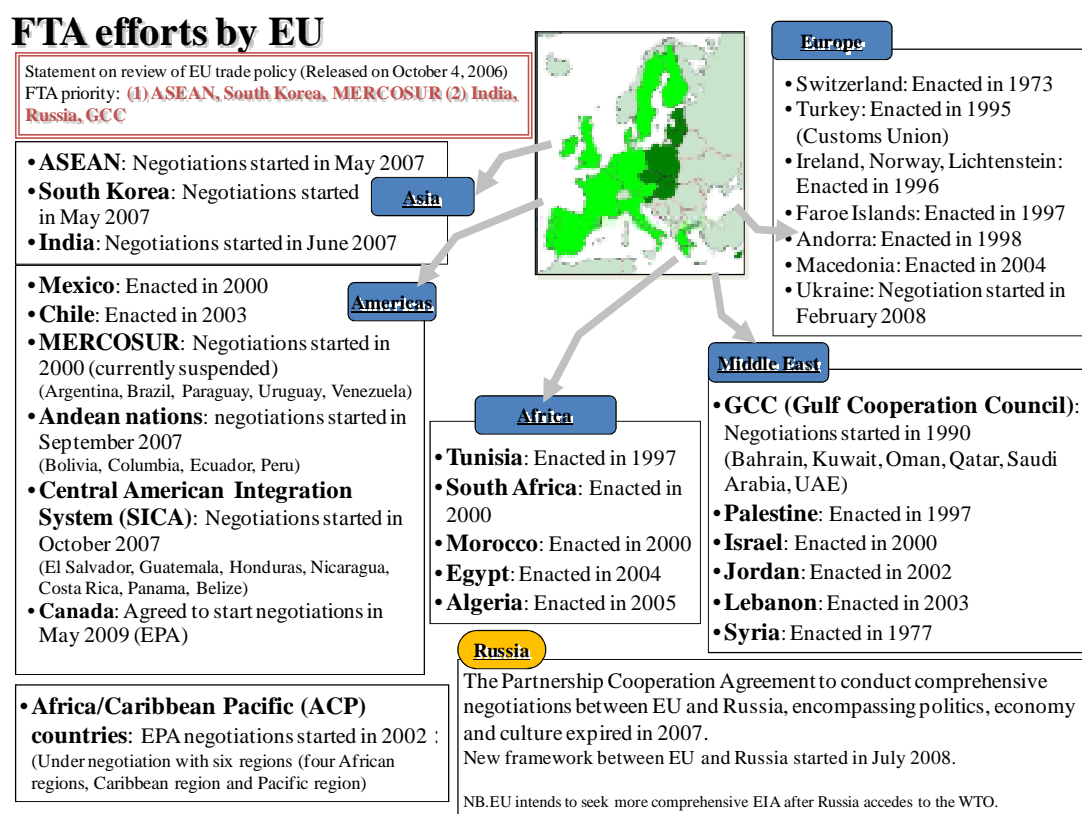 FTA efforts by EU
Statement on review of EU trade policy (Released on October 4, 2006)
FTA priority: (1) ASEAN, South Korea, MERCOSUR (2) India,
Russia, GCC
Asia
• ASEAN: Negotiations started in May 2007
• South Korea: Negotiations started
in May 2007
• India: Negotiations started in June 2007
Americas
• Mexico: Enacted in 2000
• Chile: Enacted in 2003
• MERCOSUR: Negotiations started in
2000 (currently suspended)
(Argentina, Brazil, Paraguay, Uruguay, Venezuela)
• Andean nations: negotiations started in
September 2007
(Bolivia, Columbia, Ecuador, Peru)
• Central American Integration
System (SICA): Negotiations started in
October 2007
(El Salvador, Guatemala, Honduras, Nicaragua,
Costa Rica, Panama, Belize)
• Canada: Agreed to start negotiations in
May 2009 (EPA)
• Africa/Caribbean Pacific (ACP)
countries: EPA negotiations started in 2002 :
(Under negotiation with six regions (four African
regions, Caribbean region and Pacific region)
Europe
• Switzerland: Enacted in 1973
• Turkey: Enacted in 1995
(Customs Union)
• Ireland, Norway, Lichtenstein:
Enacted in 1996
• Faroe Islands: Enacted in 1997
• Andorra: Enacted in 1998
• Macedonia: Enacted in 2004
• Ukraine: Negotiation started in
February 2008
Africa
• Tunisia: Enacted in 1997
• South Africa: Enacted in
2000
• Morocco: Enacted in 2000
• Egypt: Enacted in 2004
• Algeria: Enacted in 2005
Middle East
• GCC (Gulf Cooperation Council):
Negotiations started in 1990
(Bahrain, Kuwait, Oman, Qatar, Saudi
Arabia, UAE)
• Palestine: Enacted in 1997
• Israel: Enacted in 2000
• Jordan: Enacted in 2002
• Lebanon: Enacted in 2003
• Syria: Enacted in 1977
Russia
The Partnership Cooperation Agreement to conduct comprehensive
negotiations between EU and Russia, encompassing politics, economy
and culture expired in 2007.
New framework between EU and Russia started in July 2008.
NB.EU intends to seek more comprehensive EIA after Russia accedes to the WTO.